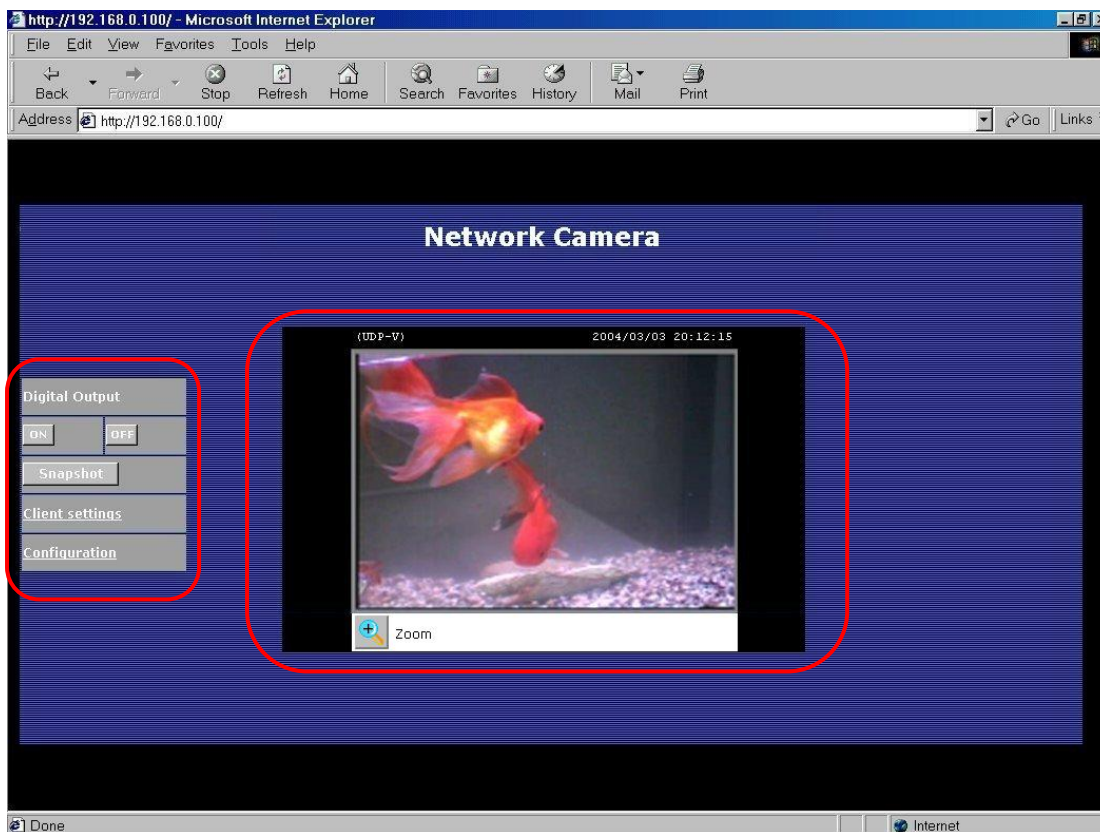 http://192.168.0.100/ - Microsoft Internet Explorer
File Edit View Favorites Tools Help
Back Forward Stop Refresh Home Search Favorites History Mail Print
Address http://192.168.0.100/ Go Links
Network Camera
(UDP-V) 2004/03/03 20:12:15
Digital Output
ON OFF
Snapshot
Client settings
Configuration
Zoom
Done Internet